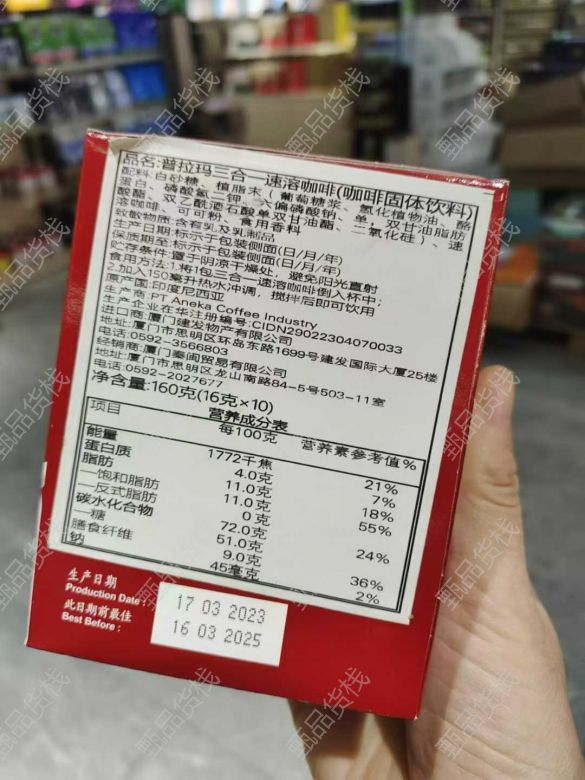 品名:普拉玛三合一速溶咖啡(咖啡固体饮料)
配料:白砂糖、植脂末(葡萄糖浆、氢化植物油、酪
蛋白、磷酸氢二钾、六偏磷酸钠、单,双甘油脂肪
酸酯、双乙酰酒石酸单双甘油酯、二氧化硅)、速
溶咖啡、可可粉、食用香料
致敏物质:含有乳及乳制品
生产日期:标示于包装侧面(日/月/年)
保质期至:标示于包装侧面(日/月/年)
贮存条件:置于阴凉干燥处,避免阳光直射
食用方法:1.将1包三合一速溶咖啡倒入杯中;
2.加入150毫升热水冲调,搅拌后即可饮用
原产国:印度尼西亚
生产商:PT Aneka Coffee Industry
生产企业在华注册编号:CIDN29022304070033
进口商:厦门建发物产有限公司
地址:厦门市思明区环岛东路1699号建发国际大厦25楼
电话:0592-3566803
经销商:厦门秦闽贸易有限公司
地址:厦门市思明区龙山南路84-5号503-11室
电话:0592-2027677
净含量:160克(16克×10)
营养成分表
项目 每100克 营养素参考值%
能量 1772千焦 21%
蛋白质 4.0克 7%
脂肪 11.0克 18%
—饱和脂肪 11.0克 55%
—反式脂肪 0克
碳水化合物 72.0克 24%
—糖 51.0克
膳食纤维 9.0克 36%
钠 45毫克 2%
生产日期
Production Date :
17 03 2023
此日期前最佳
Best Before :
16 03 2025
甄品货栈